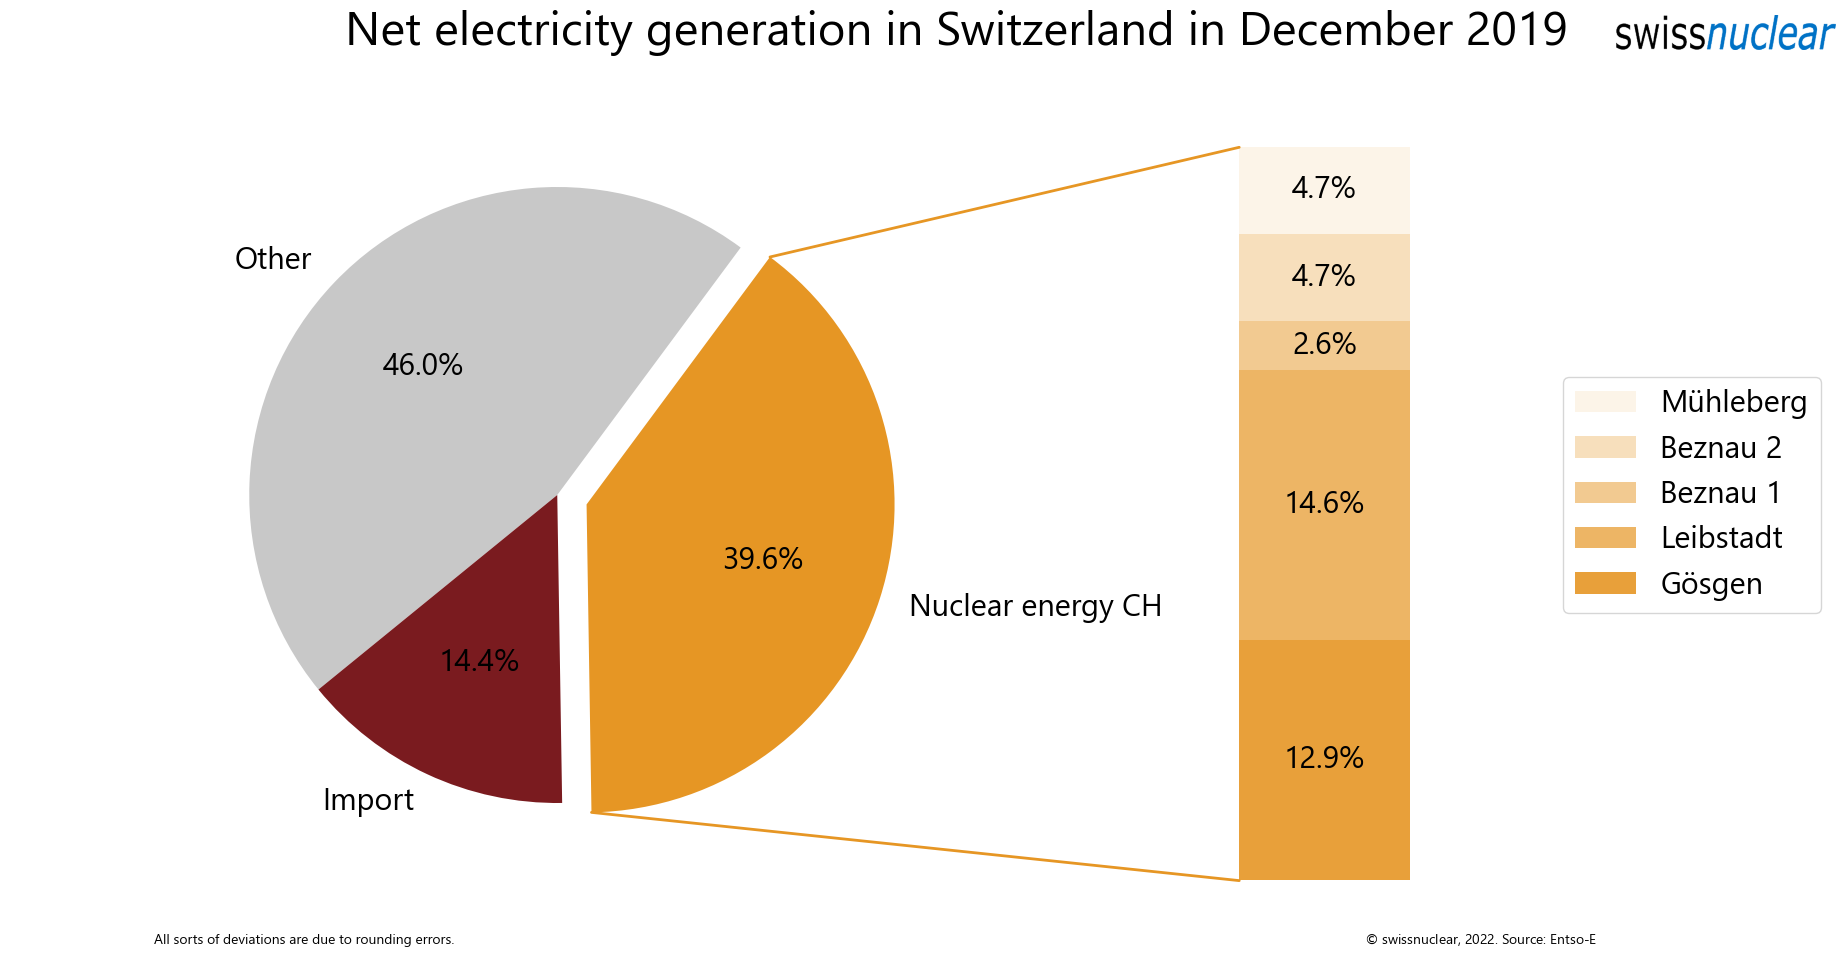 Net electricity generation in Switzerland in December 2019
swissnuclear
Other
46.0%
14.4%
Import
39.6%
Nuclear energy CH
4.7%
4.7%
2.6%
14.6%
12.9%
Mühleberg
Beznau 2
Beznau 1
Leibstadt
Gösgen
All sorts of deviations are due to rounding errors.
© swissnuclear, 2022. Source: Entso-E